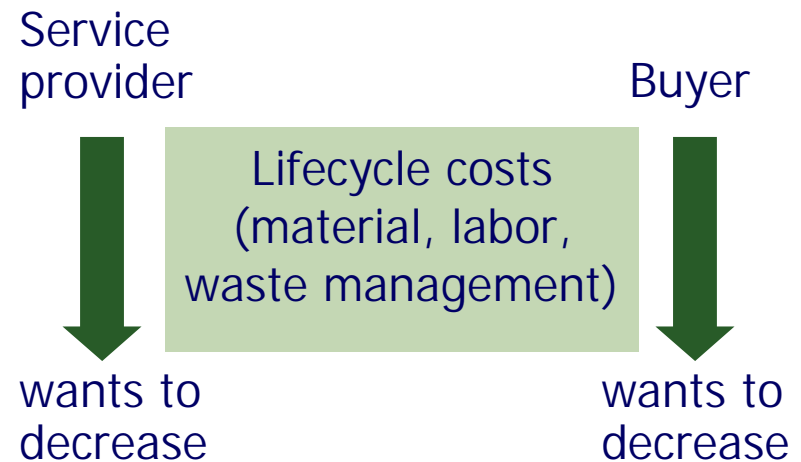 Service
provider
Buyer
Lifecycle costs
(material, labor,
waste management)
wants to
decrease
wants to
decrease